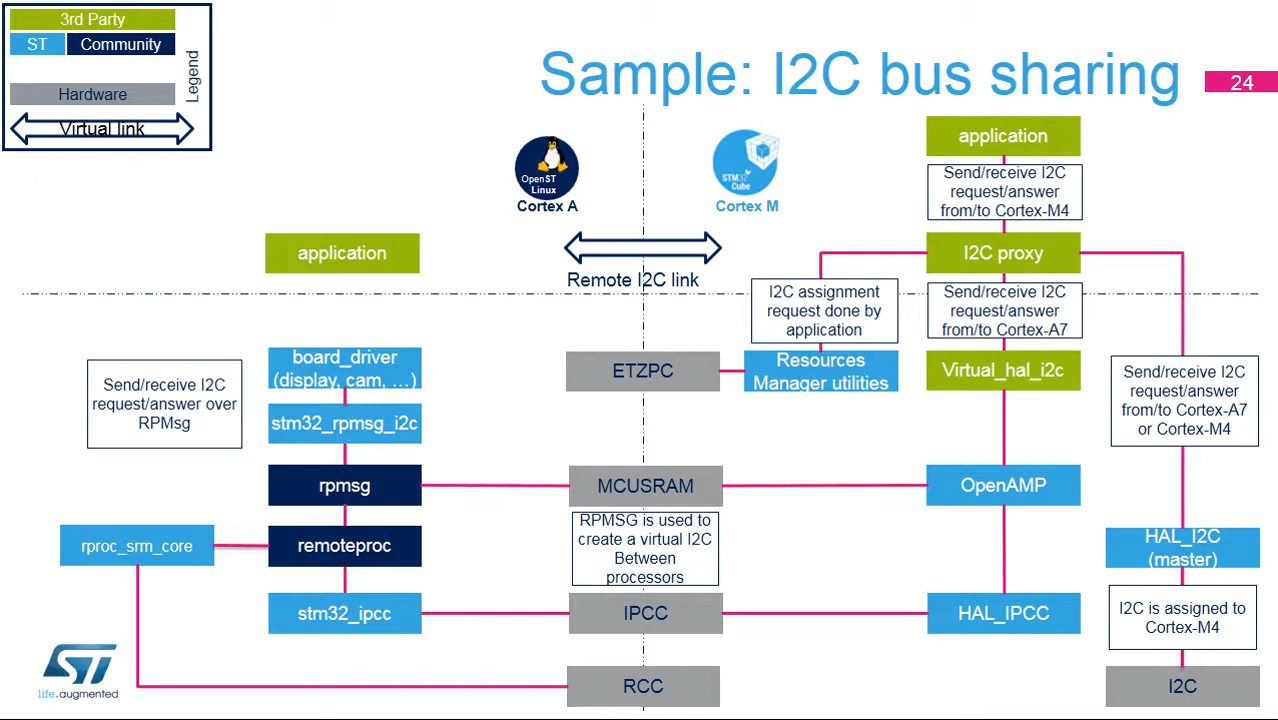 3rd Party
ST
Community
Hardware
Virtual link
Legend
Sample: I2C bus sharing
24
OpenST
Linux
Cortex A
STM32
Cube
Cortex M
application
Send/receive I2C
request/answer
from/to Cortex-M4
application
Remote I2C link
I2C proxy
I2C assignment
request done by
application
Send/receive I2C
request/answer
from/to Cortex-A7
board_driver
(display, cam, …)
ETZPC
Resources
Manager utilities
Virtual_hal_i2c
Send/receive I2C
request/answer over
RPMsg
Send/receive I2C
request/answer
from/to Cortex-A7
or Cortex-M4
stm32_rpmsg_i2c
rpmsg
MCUSRAM
OpenAMP
RPMSG is used to
create a virtual I2C
Between
processors
rproc_srm_core
remoteproc
HAL_I2C
(master)
stm32_ipcc
IPCC
HAL_IPCC
I2C is assigned to
Cortex-M4
ST
life.augmented
RCC
I2C